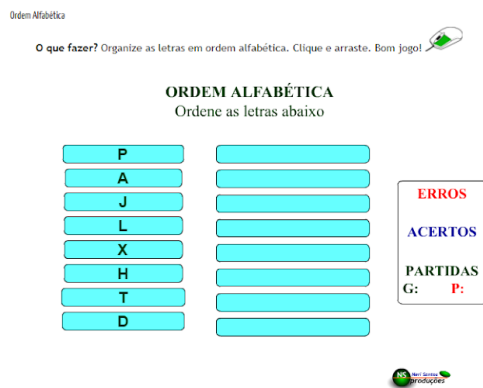 Ordem Alfabética
O que fazer? Organize as letras em ordem alfabética. Clique e arraste. Bom jogo!
ORDEM ALFABÉTICA
Ordene as letras abaixo
P
A
J
L
X
H
T
D
ERROS
ACERTOS
PARTIDAS
G: P:
NS
produções